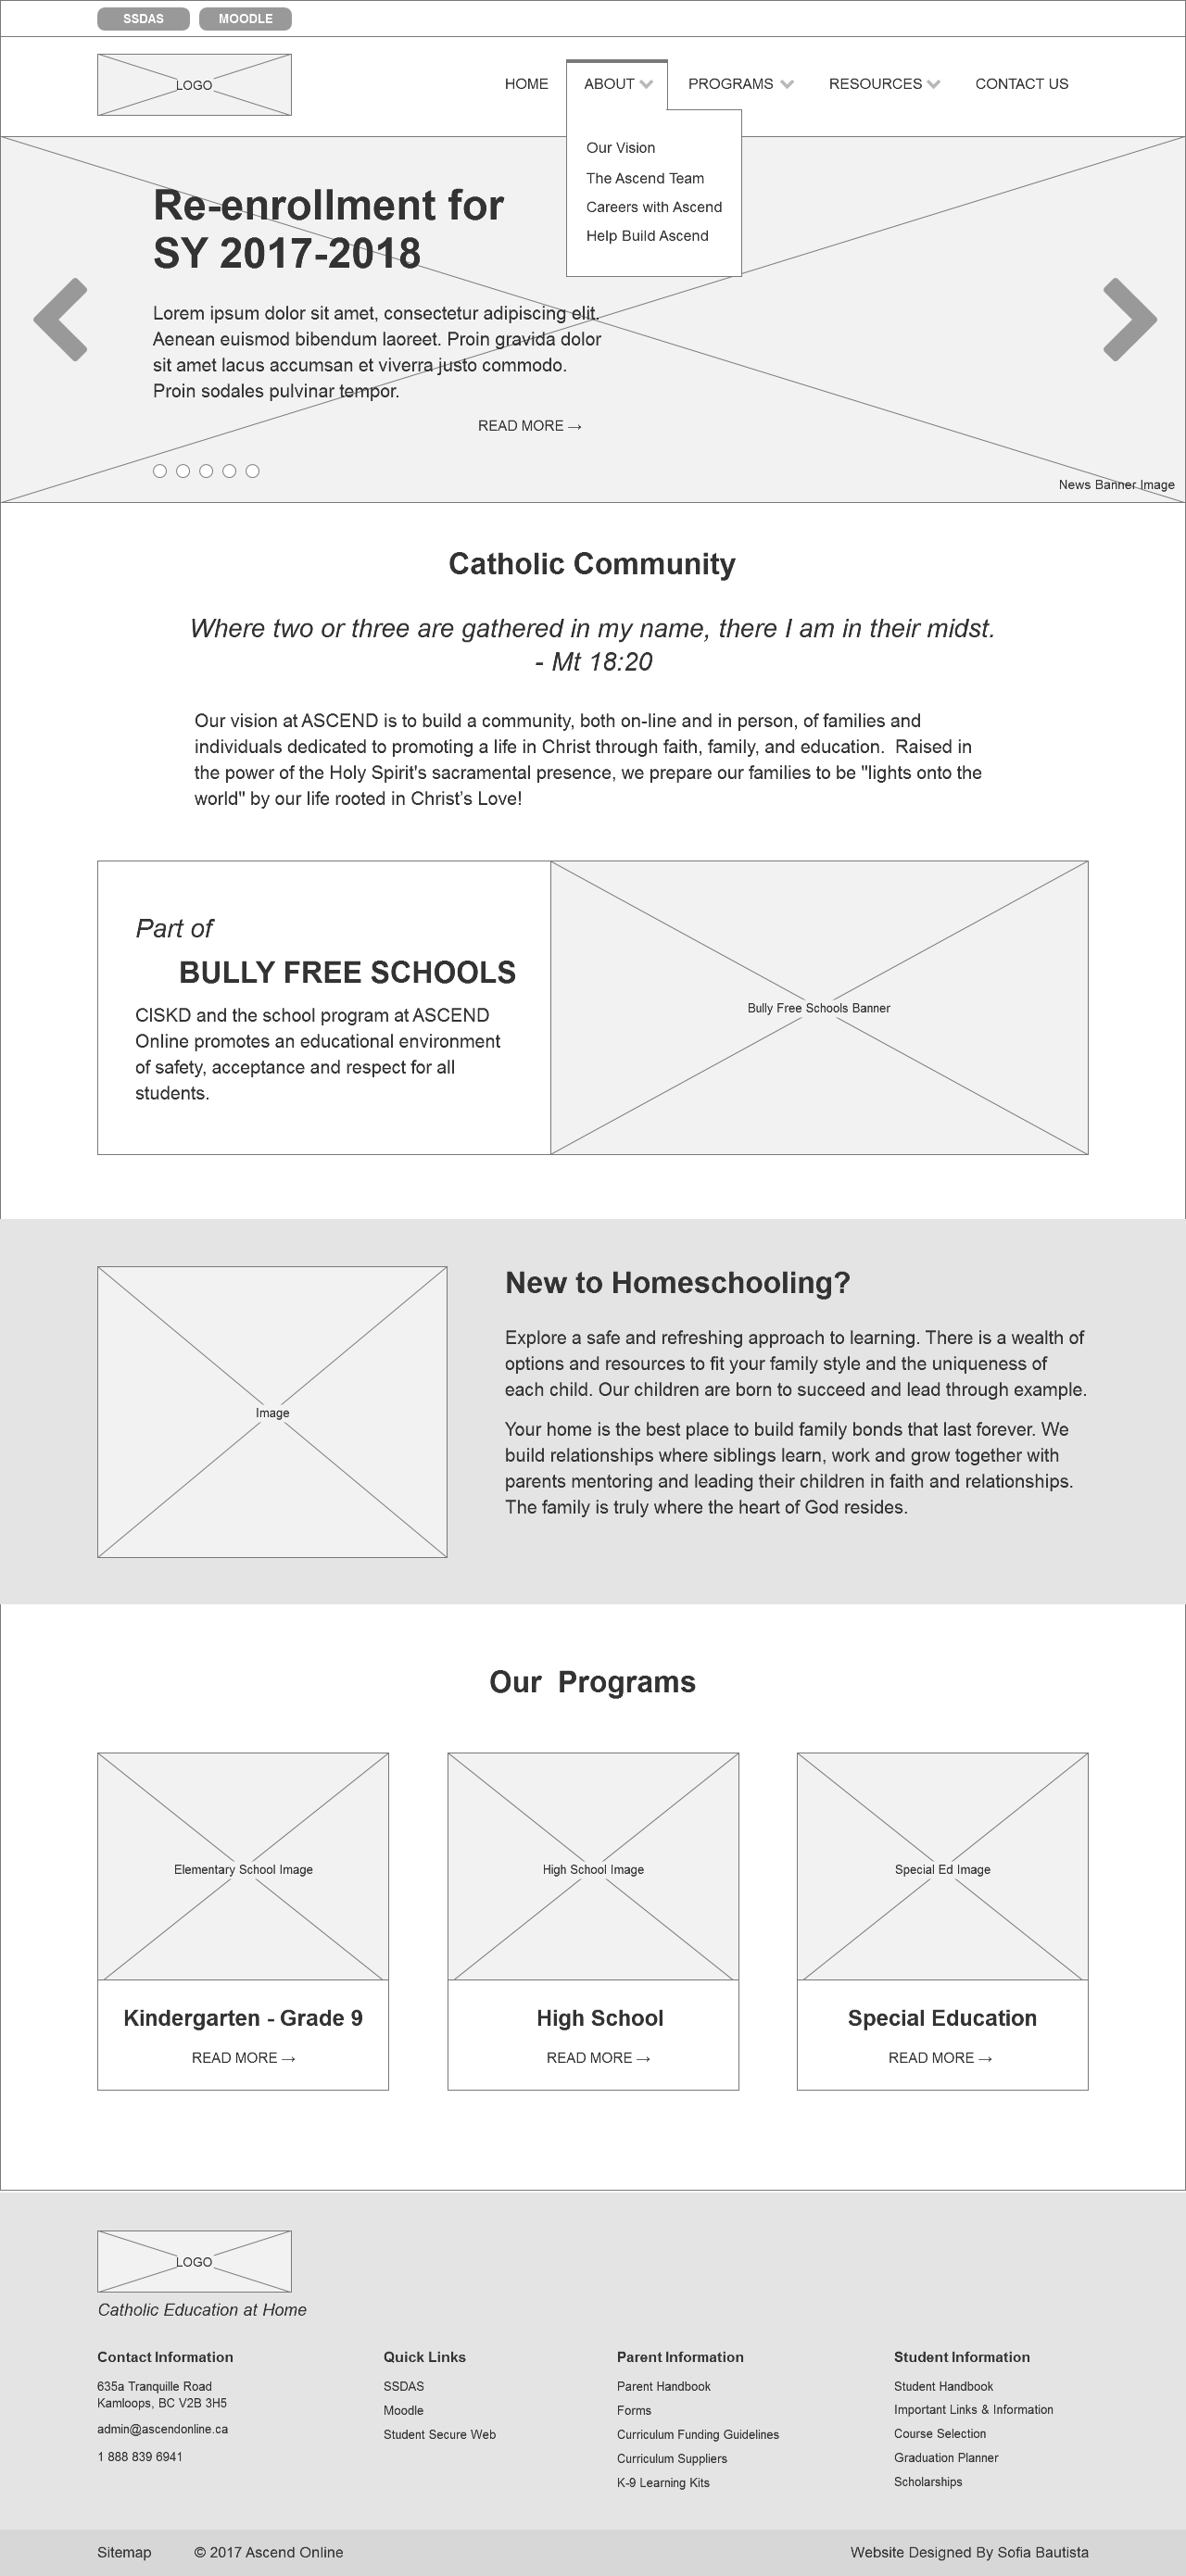 SSDAS
MOODLE
LOGO
HOME
ABOUT
PROGRAMS
RESOURCES
CONTACT US
Our Vision
The Ascend Team
Careers with Ascend
Help Build Ascend
Re-enrollment for
SY 2017-2018
Lorem ipsum dolor sit amet, consectetur adipiscing elit.
Aenean euismod bibendum laoreet. Proin gravida dolor
sit amet lacus accumsan et viverra justo commodo.
Proin sodales pulvinar tempor.
READ MORE →
News Banner Image
Catholic Community
Where two or three are gathered in my name, there I am in their midst.
- Mt 18:20
Our vision at ASCEND is to build a community, both on-line and in person, of families and
individuals dedicated to promoting a life in Christ through faith, family, and education.  Raised in
the power of the Holy Spirit's sacramental presence, we prepare our families to be "lights onto the
world" by our life rooted in Christ’s Love!
Part of
BULLY FREE SCHOOLS
CISKD and the school program at ASCEND
Online promotes an educational environment
of safety, acceptance and respect for all
students.
Bully Free Schools Banner
Image
New to Homeschooling?
Explore a safe and refreshing approach to learning. There is a wealth of
options and resources to fit your family style and the uniqueness of
each child. Our children are born to succeed and lead through example.
Your home is the best place to build family bonds that last forever. We
build relationships where siblings learn, work and grow together with
parents mentoring and leading their children in faith and relationships.
The family is truly where the heart of God resides.
Our  Programs
Elementary School Image
High School Image
Special Ed Image
Kindergarten - Grade 9
READ MORE →
High School
READ MORE →
Special Education
READ MORE →
LOGO
Catholic Education at Home
Contact Information
635a Tranquille Road
Kamloops, BC V2B 3H5
admin@ascendonline.ca
1 888 839 6941
Quick Links
SSDAS
Moodle
Student Secure Web
Parent Information
Parent Handbook
Forms
Curriculum Funding Guidelines
Curriculum Suppliers
K-9 Learning Kits
Student Information
Student Handbook
Important Links & Information
Course Selection
Graduation Planner
Scholarships
Sitemap
© 2017 Ascend Online
Website Designed By Sofia Bautista